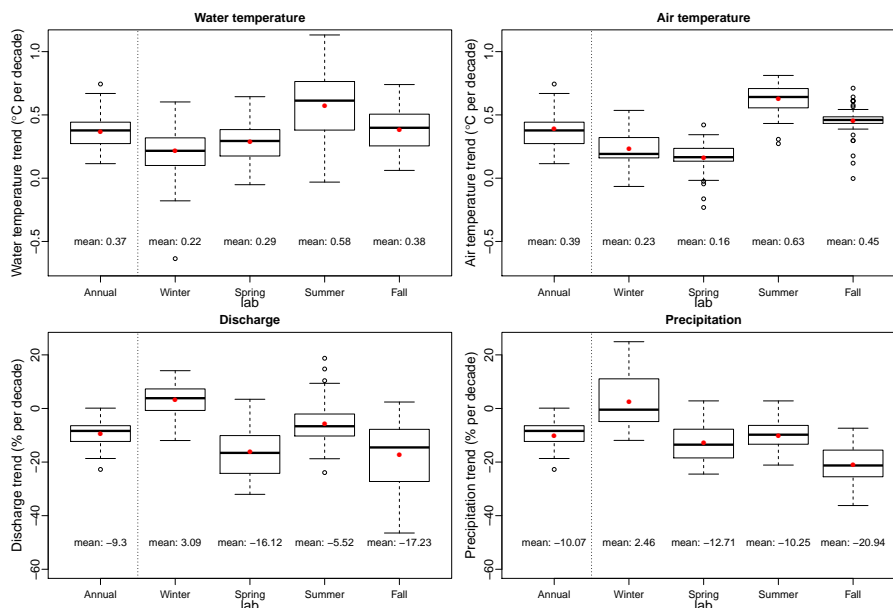 Water temperature
Water temperature trend (°C per decade)
1.0
0.5
0.0
−0.5
mean: 0.37
mean: 0.22
mean: 0.29
mean: 0.58
mean: 0.38
Annual
Winter
Spring
Summer
Fall
lab
Air temperature
Air temperature trend (°C per decade)
1.0
0.5
0.0
−0.5
mean: 0.39
mean: 0.23
mean: 0.16
mean: 0.63
mean: 0.45
Annual
Winter
Spring
Summer
Fall
lab
Discharge
Discharge trend (% per decade)
20
0
−20
−40
−60
mean: −9.3
mean: 3.09
mean: −16.12
mean: −5.52
mean: −17.23
Annual
Winter
Spring
Summer
Fall
lab
Precipitation
Precipitation trend (% per decade)
20
0
−20
−40
−60
mean: −10.07
mean: 2.46
mean: −12.71
mean: −10.25
mean: −20.94
Annual
Winter
Spring
Summer
Fall
lab